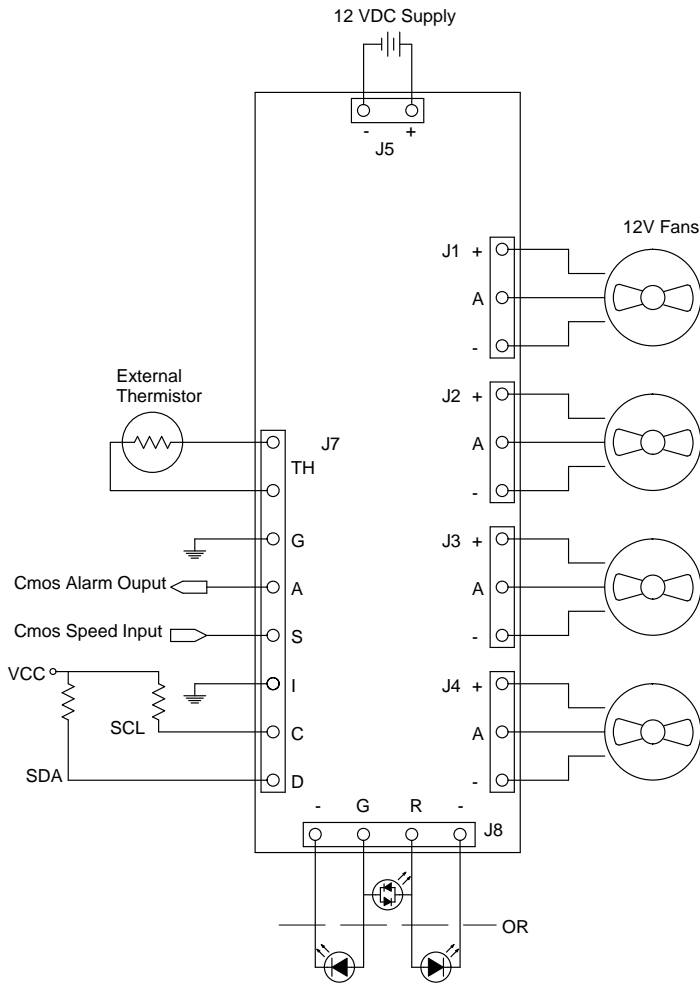 12 VDC Supply
- +
J5
12V Fans
J1 +
A
-
External
Thermistor
J2 +
A
-
J7
TH
G
J3 +
A
-
Cmos Alarm Ouput
A
Cmos Speed Input
S
VCC
I
J4 +
A
-
SCL
C
SDA
D
- G R -
J8
OR